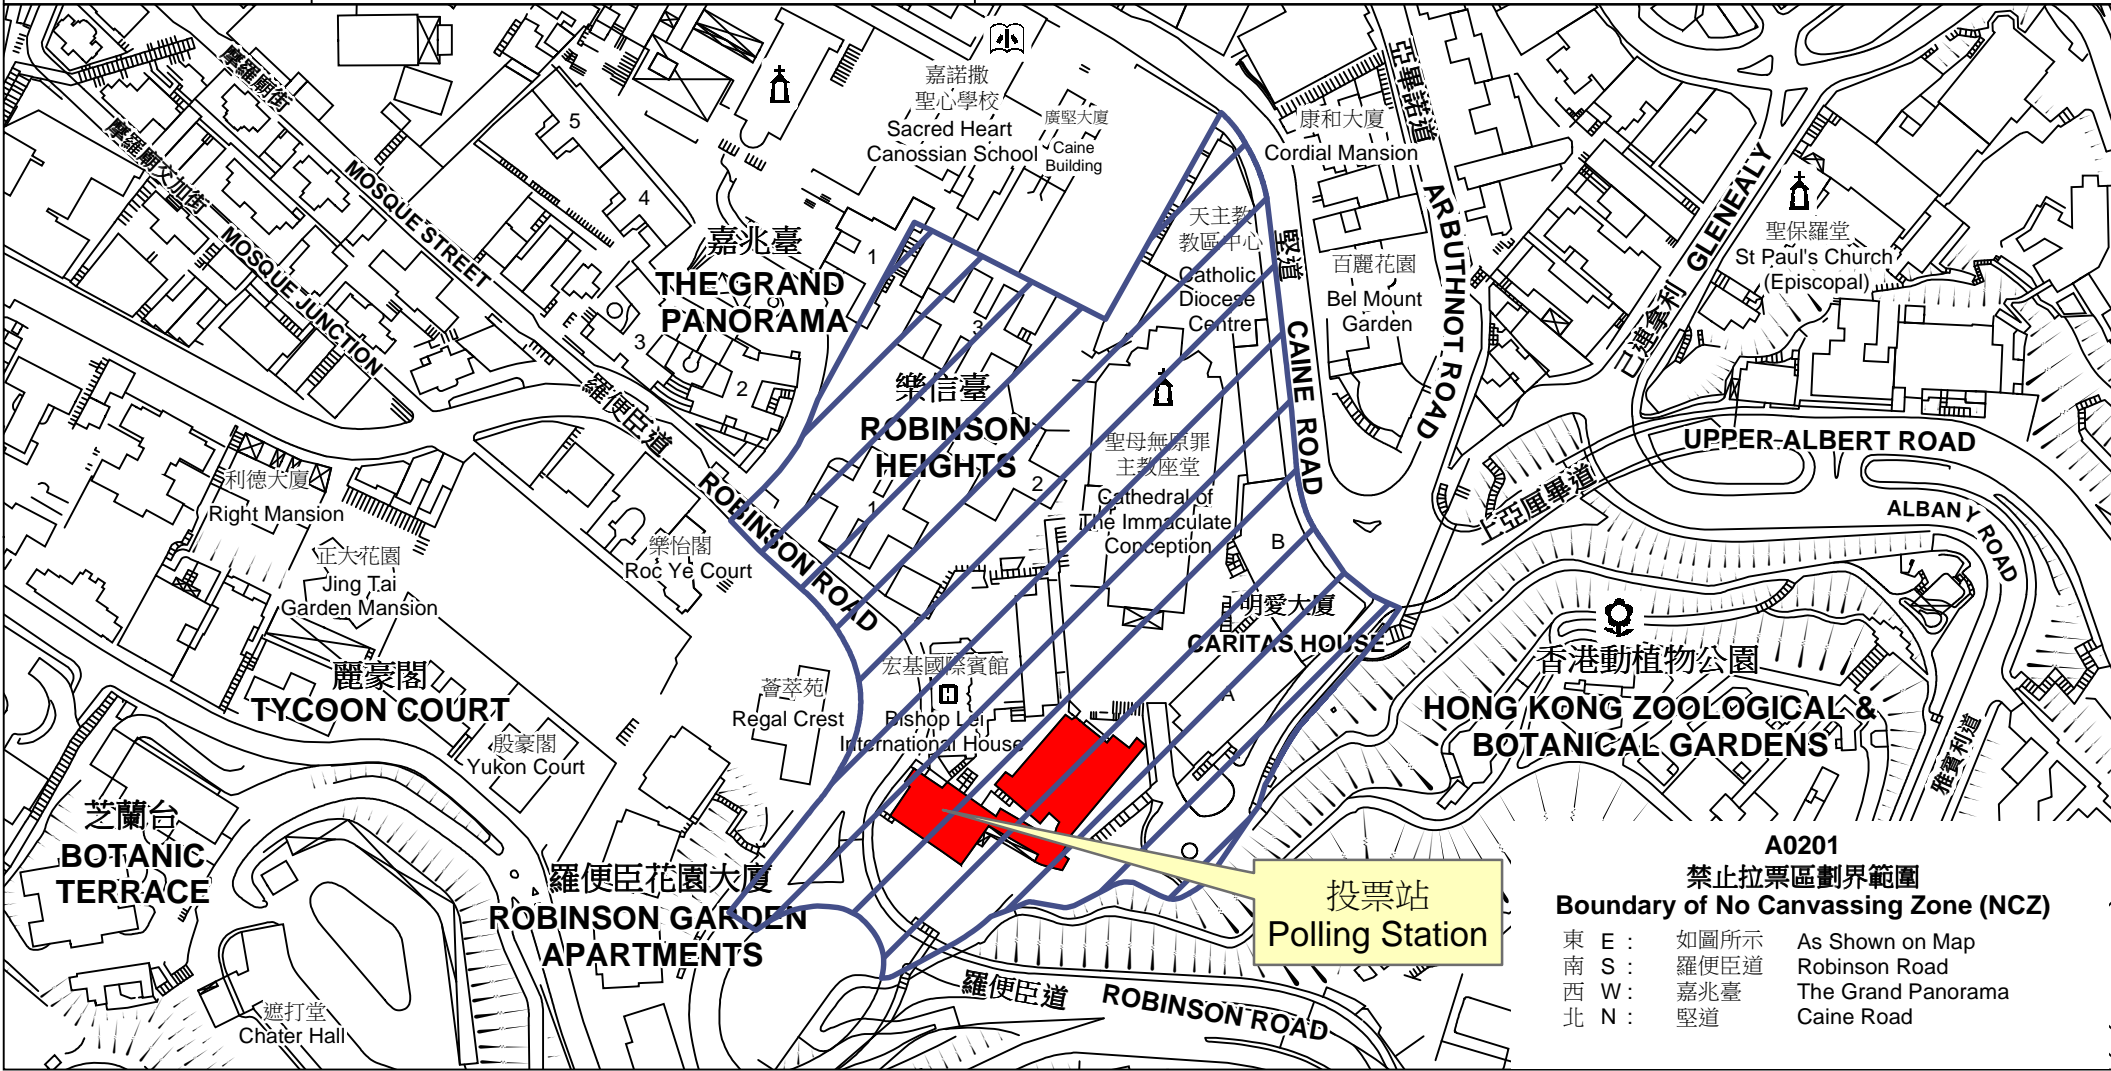 摩羅廟街
摩羅廟交加街
MOSQUE STREET
MOSQUE JUNCTION
5
4
3
2
1
嘉諾撒
聖心學校
Sacred Heart
Canossian School
廣堅大廈
Caine
Building
嘉兆臺
THE GRAND
PANORAMA
天主教
教區中心
Catholic
Diocese
Centre
康和大廈
Cordial Mansion
亞畢諾道
ARBUTHNOT ROAD
百麗花園
Bel Mount
Garden
堅道
CAINE ROAD
己連拿利 GLENEALY
聖保羅堂
St Paul's Church
(Episcopal)
UPPER ALBERT ROAD
上亞厘畢道
ALBANY ROAD
雅賓利道
羅便臣道
ROBINSON ROAD
樂信臺
ROBINSON
HEIGHTS
3
2
1
聖母無原罪
主教座堂
Cathedral of
The Immaculate
Conception
B
明愛大廈
CARITAS HOUSE
A
利德大廈
Right Mansion
正大花園
Jing Tai
Garden Mansion
樂怡閣
Roc Ye Court
麗豪閣
TYCOON COURT
殷豪閣
Yukon Court
薈萃苑
Regal Crest
宏基國際賓館
Bishop Lei
International House
香港動植物公園
HONG KONG ZOOLOGICAL &
BOTANICAL GARDENS
芝蘭台
BOTANIC
TERRACE
羅便臣花園大廈
ROBINSON GARDEN
APARTMENTS
遮打堂
Chater Hall
投票站
Polling Station
羅便臣道 ROBINSON ROAD
A0201
禁止拉票區劃界範圍
Boundary of No Canvassing Zone (NCZ)
東 E : 如圖所示 As Shown on Map
南 S : 羅便臣道 Robinson Road
西 W : 嘉兆臺 The Grand Panorama
北 N : 堅道 Caine Road